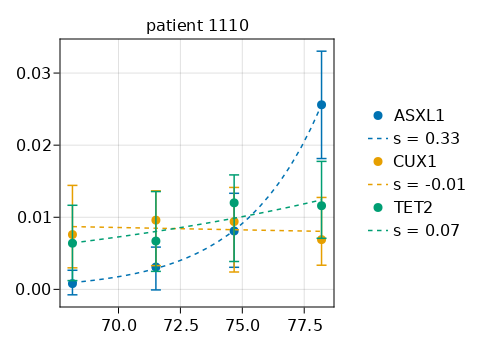 patient 1110
0.03
0.02
0.01
0.00
70.0 72.5 75.0 77.5
ASXL1
s = 0.33
CUX1
s = -0.01
TET2
s = 0.07